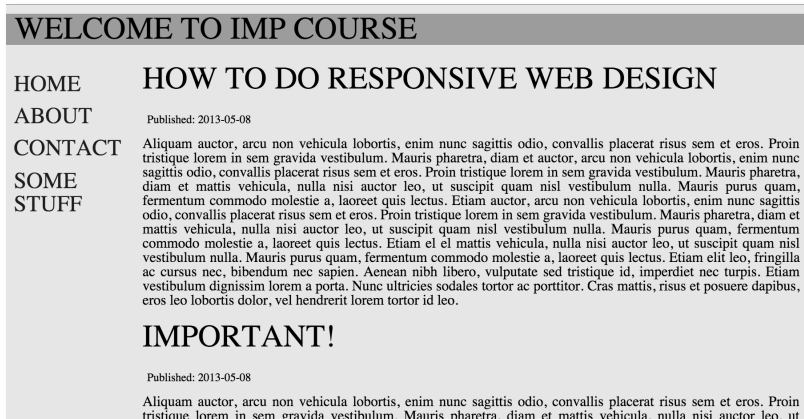 WELCOME TO IMP COURSE
HOME
ABOUT
CONTACT
SOME
STUFF
HOW TO DO RESPONSIVE WEB DESIGN
Published: 2013-05-08
Aliquam auctor, arcu non vehicula lobortis, enim nunc sagittis odio, convallis placerat risus sem et eros. Proin
tristique lorem in sem gravida vestibulum. Mauris pharetra, diam et auctor, arcu non vehicula lobortis, enim nunc
sagittis odio, convallis placerat risus sem et eros. Proin tristique lorem in sem gravida vestibulum. Mauris pharetra,
diam et mattis vehicula, nulla nisi auctor leo, ut suscipit quam nisl vestibulum nulla. Mauris purus quam,
fermentum commodo molestie a, laoreet quis lectus. Etiam auctor, arcu non vehicula lobortis, enim nunc sagittis
odio, convallis placerat risus sem et eros. Proin tristique lorem in sem gravida vestibulum. Mauris pharetra, diam et
mattis vehicula, nulla nisi auctor leo, ut suscipit quam nisl vestibulum nulla. Mauris purus quam, fermentum
commodo molestie a, laoreet quis lectus. Etiam el el mattis vehicula, nulla nisi auctor leo, ut suscipit quam nisl
vestibulum nulla. Mauris purus quam, fermentum commodo molestie a, laoreet quis lectus. Etiam elit leo, fringilla
ac cursus nec, bibendum nec sapien. Aenean nibh libero, vulputate sed tristique id, imperdiet nec turpis. Etiam
vestibulum dignissim lorem a porta. Nunc ultricies sodales tortor ac porttitor. Cras mattis, risus et posuere dapibus,
eros leo lobortis dolor, vel hendrerit lorem tortor id leo.
IMPORTANT!
Published: 2013-05-08
Aliquam auctor, arcu non vehicula lobortis, enim nunc sagittis odio, convallis placerat risus sem et eros. Proin
tristique lorem in sem gravida vestibulum. Mauris pharetra, diam et mattis vehicula, nulla nisi auctor leo, ut